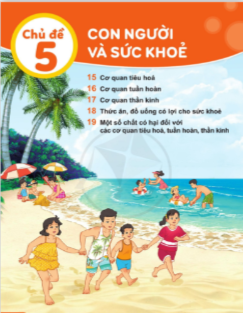 Chủ đề
5
CON NGƯỜI
VÀ SỨC KHOẺ
15 Cơ quan tiêu hoá
16 Cơ quan tuần hoàn
17 Cơ quan thần kinh
18 Thức ăn, đồ uống có lợi cho sức khoẻ
19 Một số chất có hại đối với
các cơ quan tiêu hoá, tuần hoàn, thần kinh